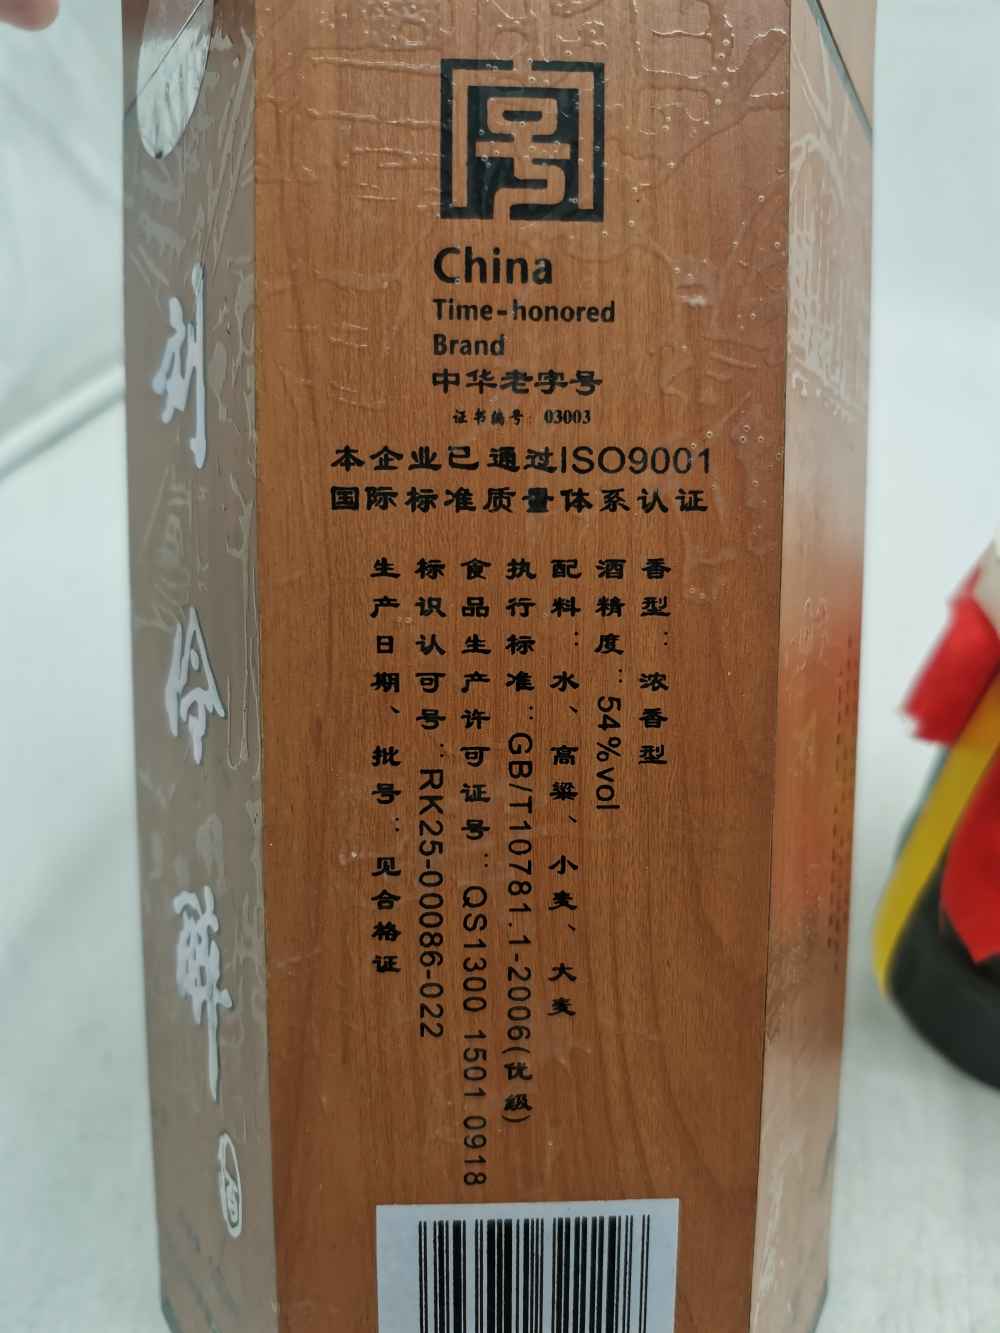 号
China
Time-honored
Brand
中华老字号
证书编号: 03003
本企业已通过ISO9001
国际标准质量体系认证
香型:浓香型
酒精度:54%vol
配料:水、高粱、小麦、大麦
执行标准:GB/T10781.1-2006(优级)
食品生产许可证号:QS1300 1501 0918
标识认可号:RK25-00086-022
生产日期、批号:见合格证
刘伶醉
酒